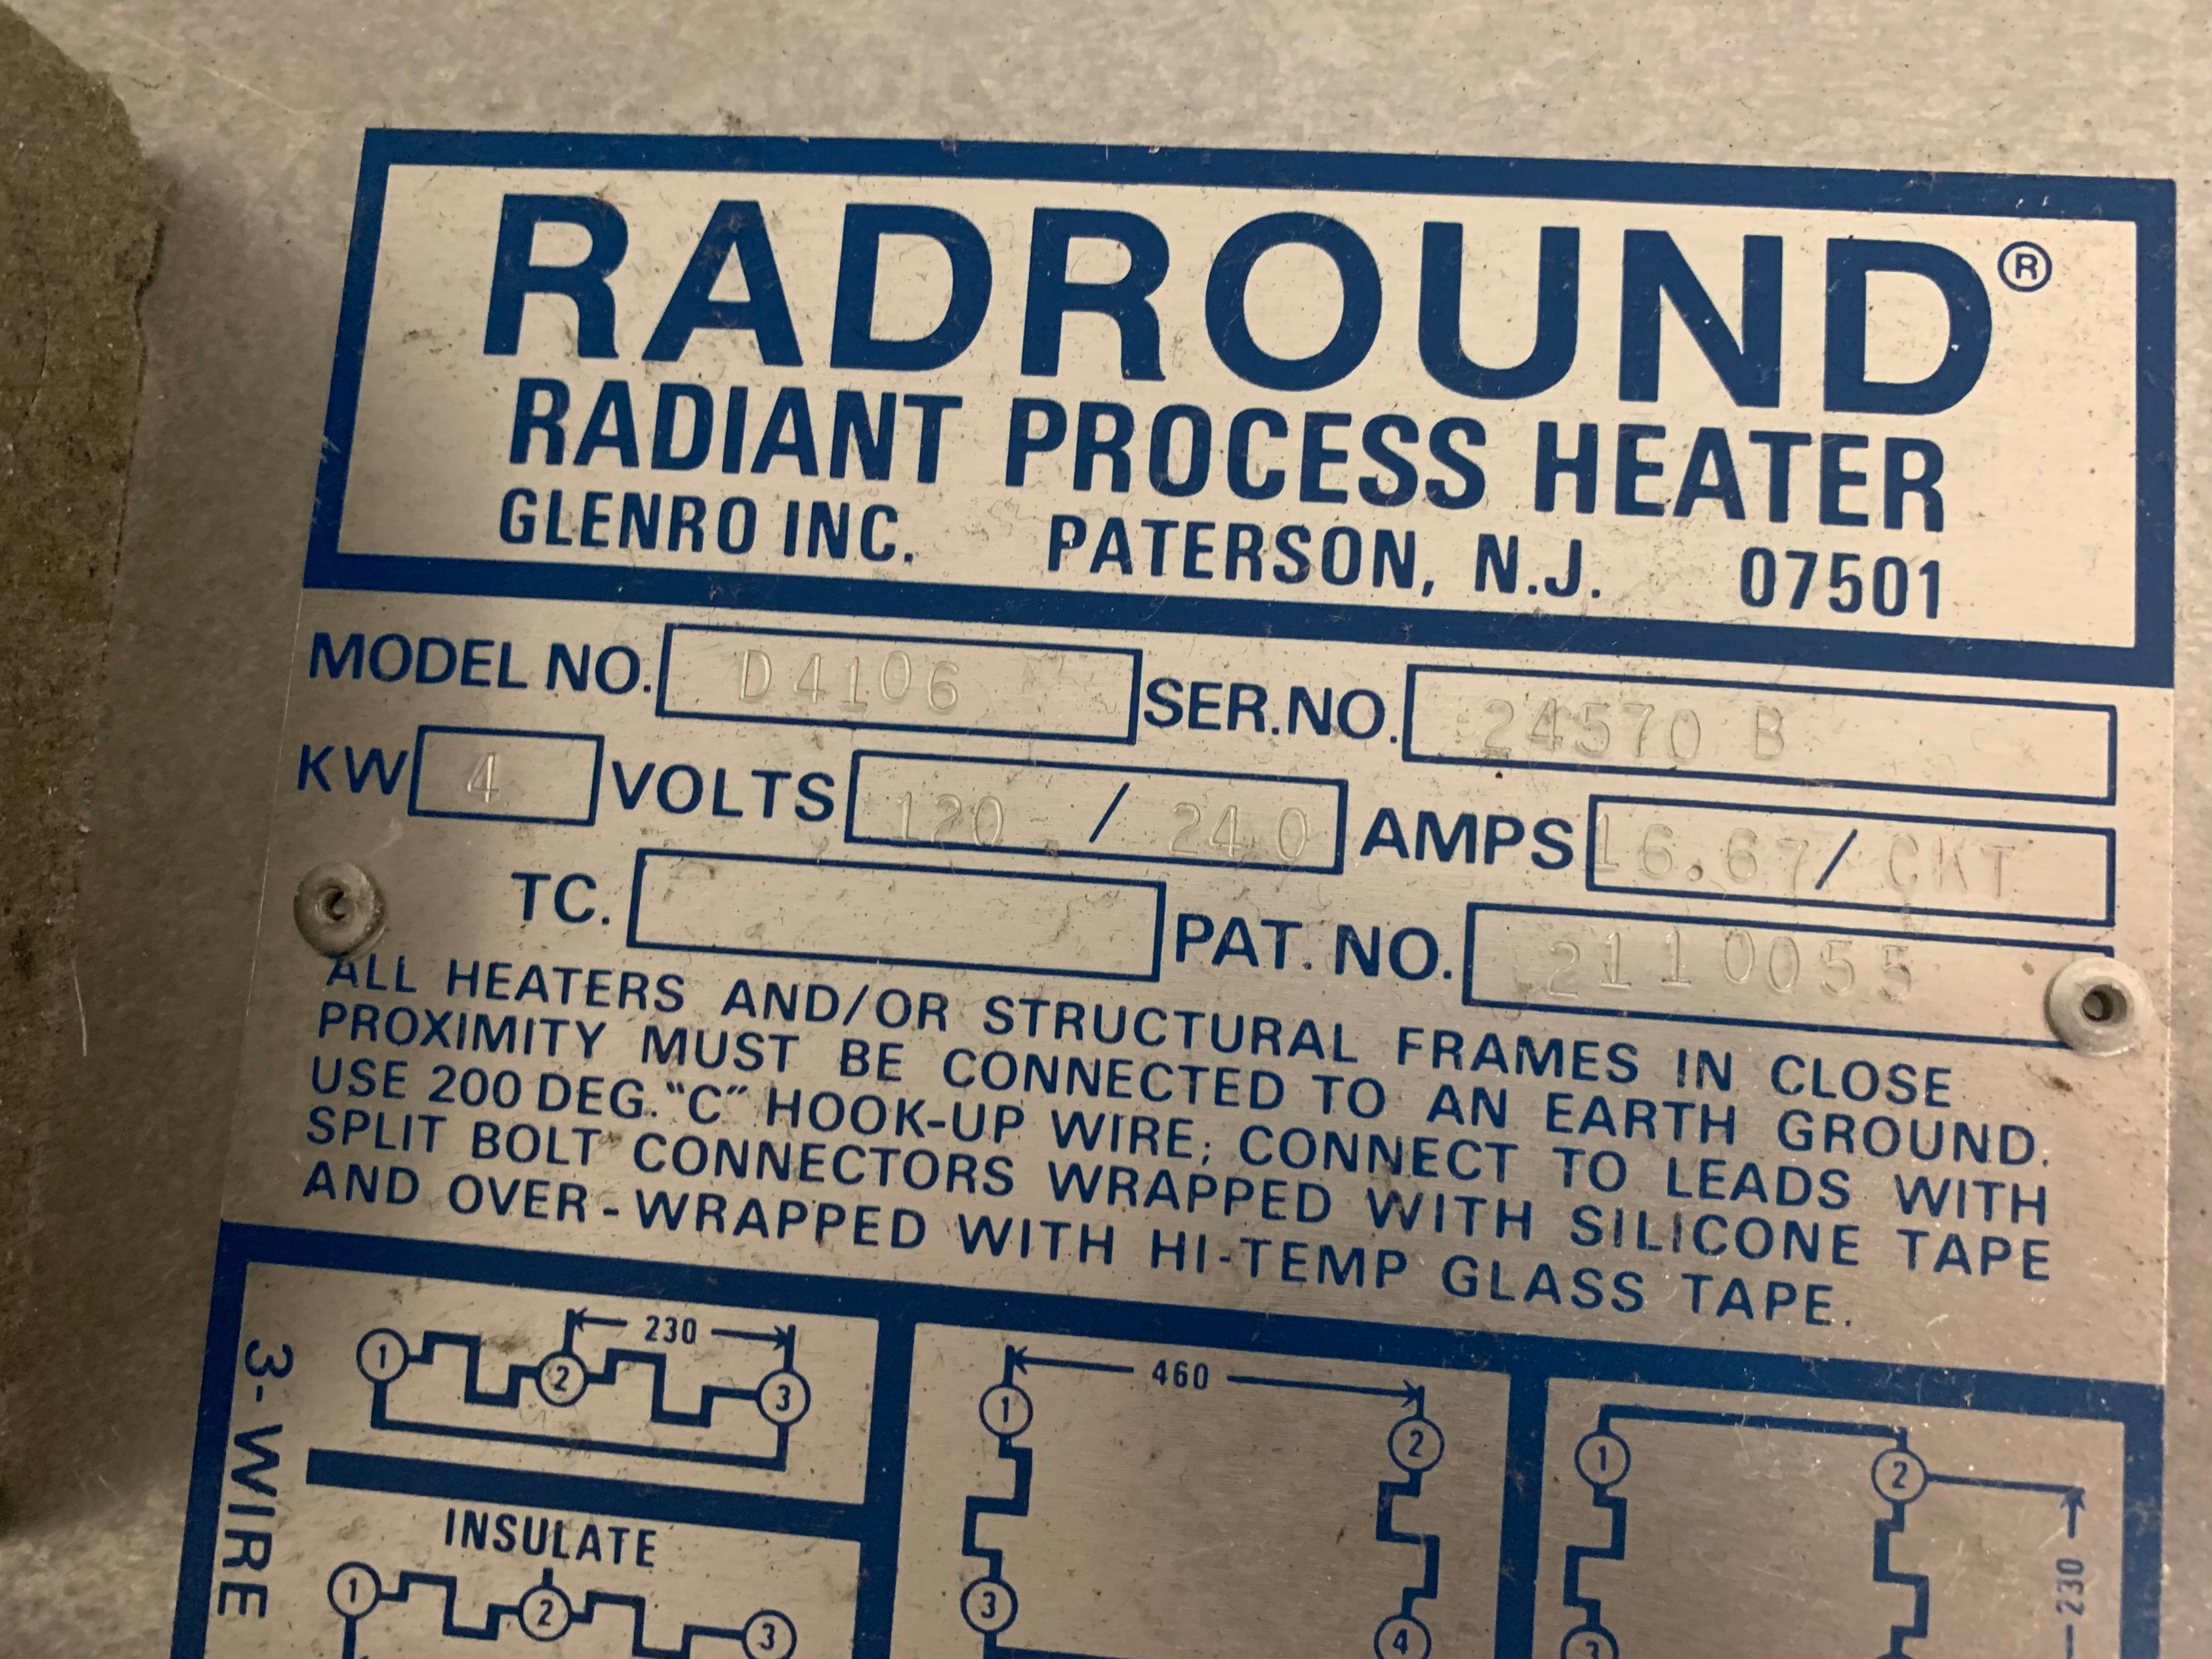 RADROUND®
RADIANT PROCESS HEATER
GLENRO INC. PATERSON, N.J. 07501
MODEL NO. D4106 SER.NO. 24570 B
KW 4 VOLTS 120 / 240 AMPS 16.67/ CKT
TC. PAT. NO. 2110055
ALL HEATERS AND/OR STRUCTURAL FRAMES IN CLOSE
PROXIMITY MUST BE CONNECTED TO AN EARTH GROUND.
USE 200 DEG. "C" HOOK-UP WIRE; CONNECT TO LEADS WITH
SPLIT BOLT CONNECTORS WRAPPED WITH SILICONE TAPE
AND OVER-WRAPPED WITH HI-TEMP GLASS TAPE.
3-WIRE
230
1 2 3
INSULATE
1 2 3
460
1 2
3 4
1 2
230
3